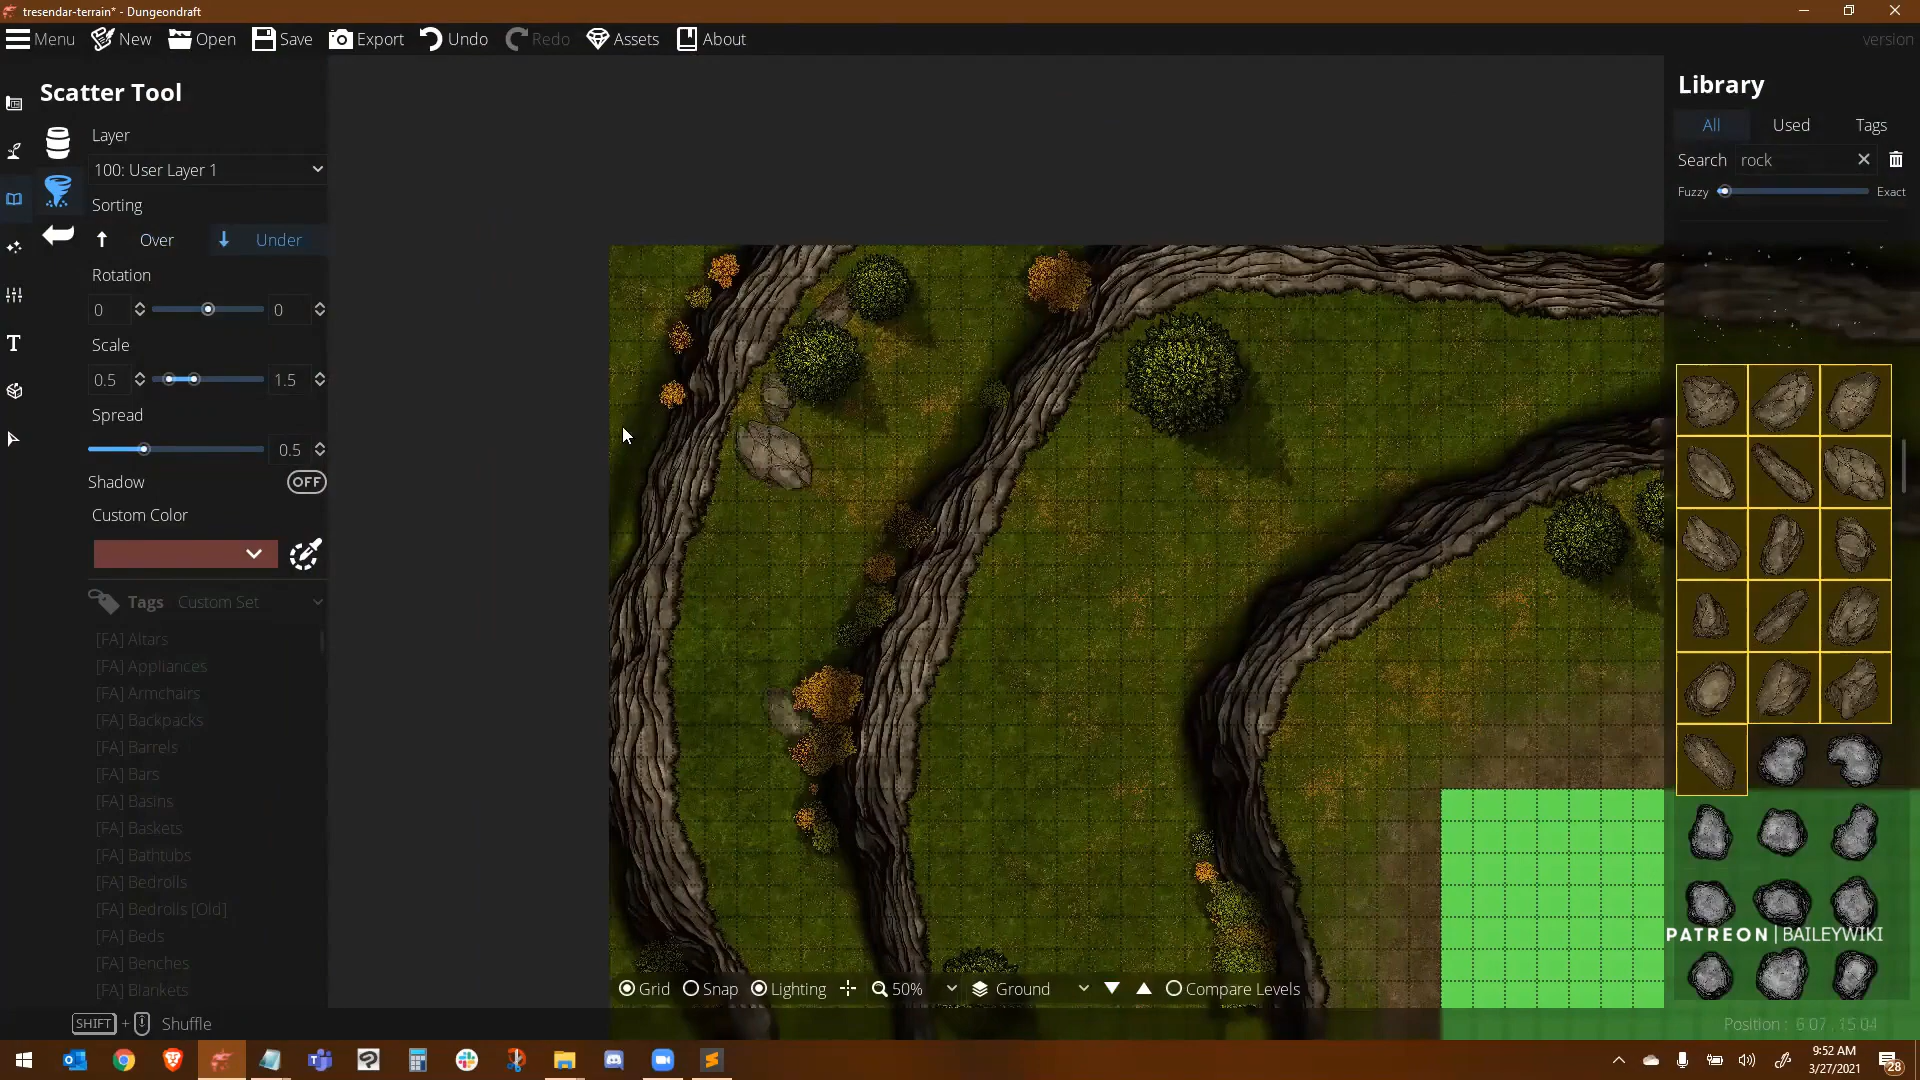 tresendar-terrain* - Dungeondraft
Menu New Open Save Export Undo Redo Assets About version
Scatter Tool
Layer
100: User Layer 1
Sorting
Over Under
Rotation
0 0
Scale
0.5 1.5
Spread
0.5
Shadow OFF
Custom Color
Tags Custom Set
[FA] Altars
[FA] Appliances
[FA] Armchairs
[FA] Backpacks
[FA] Barrels
[FA] Bars
[FA] Basins
[FA] Baskets
[FA] Bathtubs
[FA] Bedrolls
[FA] Bedrolls [Old]
[FA] Beds
[FA] Benches
[FA] Blankets
SHIFT + Shuffle
Library
All Used Tags
Search rock
Fuzzy Exact
PATREON | BAILEYWIKI
Grid Snap Lighting 50% Ground Compare Levels
Position : 6.07 , 15.04
9:52 AM
3/27/2021
28